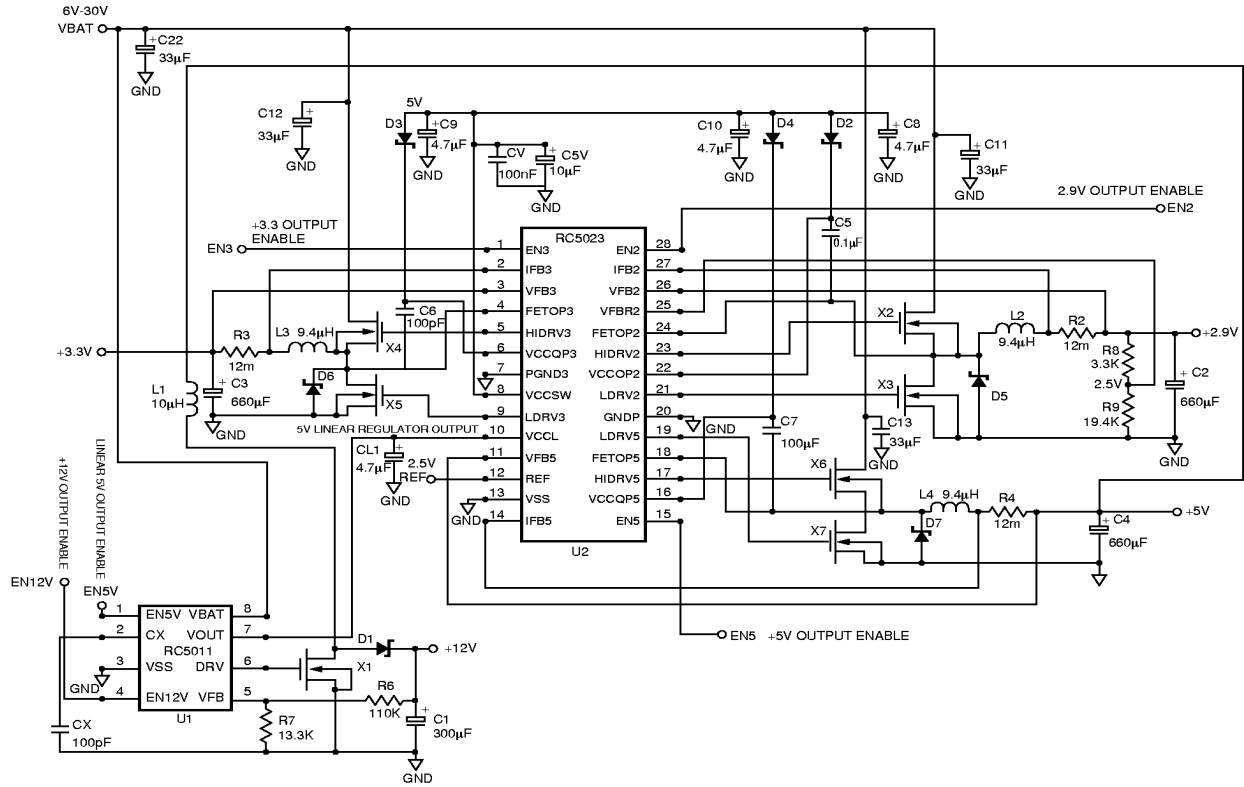 6V-30V
VBAT
C22
33µF
GND
C12
33µF
GND
5V
D3
C9
4.7µF
GND
CV
100nF
C5V
10µF
GND
C10
4.7µF
GND
D4
D2
C8
4.7µF
GND
C11
33µF
GND
2.9V OUTPUT ENABLE
EN2
+3.3 OUTPUT
ENABLE
EN3
RC5023
1 EN3 EN2 28
2 IFB3 IFB2 27
3 VFB3 VFB2 26
4 FETOP3 VFBR2 25
5 HIDRV3 FETOP2 24
6 VCCQP3 HIDRV2 23
7 PGND3 VCCOP2 22
8 VCCSW LDRV2 21
9 LDRV3 GNDP 20
10 VCCL LDRV5 19
11 VFB5 FETOP5 18
12 REF HIDRV5 17
13 VSS VCCQP5 16
14 IFB5 EN5 15
U2
C5
0.1µF
C6
100pF
R3
12m
L3 9.4µH
X4
+3.3V
D6
X5
C3
660µF
GND
L1
10µH
5V LINEAR REGULATOR OUTPUT
CL1
4.7µF
GND
2.5V
REF
GND
GND
X2
L2
9.4µH
R2
12m
+2.9V
R8
3.3K
2.5V
R9
19.4K
C2
660µF
GND
X3
D5
C7
100µF
C13
33µF
GND
X6
L4 9.4µH
R4
12m
+5V
X7
D7
C4
660µF
EN5 +5V OUTPUT ENABLE
+12V OUTPUT ENABLE
LINEAR 5V OUTPUT ENABLE
EN12V
EN5V
1 EN5V VBAT 8
2 CX VOUT 7
RC5011
3 VSS DRV 6
4 EN12V VFB 5
U1
GND
CX
100pF
D1
+12V
X1
R6
110K
R7
13.3K
C1
300µF
GND